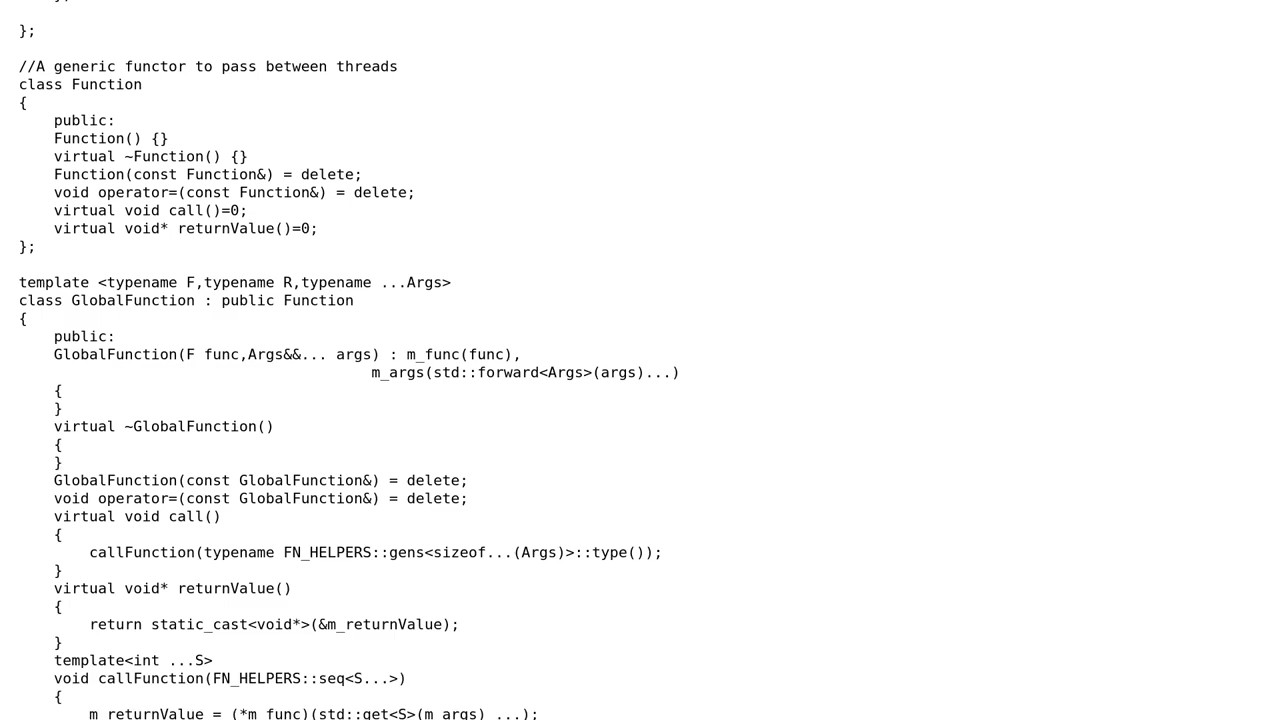 };
//A generic functor to pass between threads
class Function
{
    public:
    Function() {}
    virtual ~Function() {}
    Function(const Function&) = delete;
    void operator=(const Function&) = delete;
    virtual void call()=0;
    virtual void* returnValue()=0;
};
template <typename F,typename R,typename ...Args>
class GlobalFunction : public Function
{
    public:
    GlobalFunction(F func,Args&&... args) : m_func(func),
                                        m_args(std::forward<Args>(args)...)
    {
    }
    virtual ~GlobalFunction()
    {
    }
    GlobalFunction(const GlobalFunction&) = delete;
    void operator=(const GlobalFunction&) = delete;
    virtual void call()
    {
        callFunction(typename FN_HELPERS::gens<sizeof...(Args)>::type());
    }
    virtual void* returnValue()
    {
        return static_cast<void*>(&m_returnValue);
    }
    template<int ...S>
    void callFunction(FN_HELPERS::seq<S...>)
    {
        m_returnValue = (*m_func)(std::get<S>(m_args) ...);